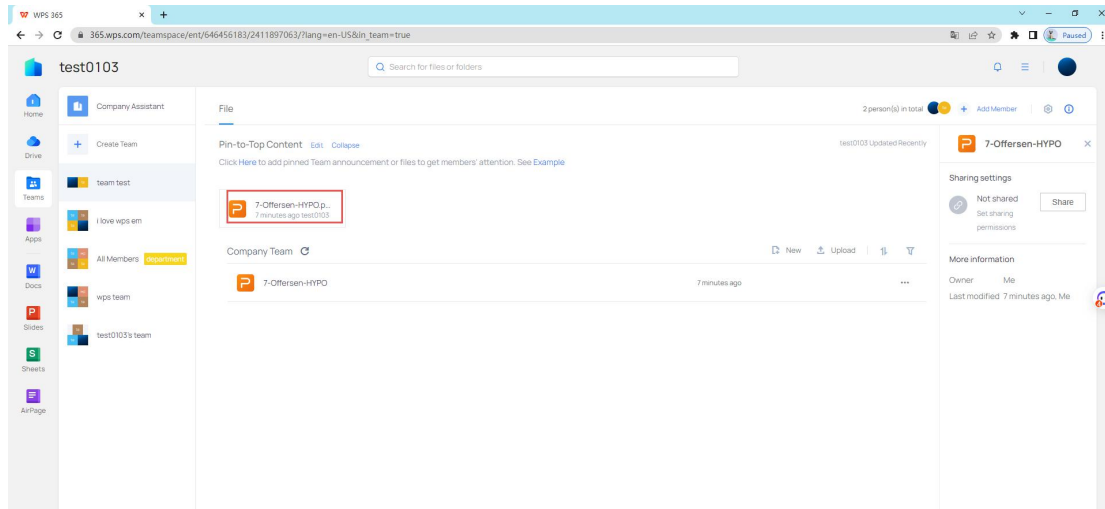 WPS 365
365.wps.com/teamspace/ent/646456183/2411897063/?lang=en-US&in_team=true
Paused
test0103
Search for files or folders
Home
Drive
Teams
Apps
W
Docs
P
Slides
S
Sheets
AirPage
Company Assistant
Create Team
team test
i love wps em
All Members department
wps team
test0103's team
File
2 person(s) in total
Add Member
Pin-to-Top Content Edit Collapse
test0103 Updated Recently
Click Here to add pinned Team announcement or files to get members' attention. See Example
7-Offersen-HYPO.p...
7 minutes ago test0103
Company Team
New
Upload
7-Offersen-HYPO
7 minutes ago
7-Offersen-HYPO
Sharing settings
Not shared
Share
Set sharing
permissions
More information
Owner Me
Last modified 7 minutes ago, Me